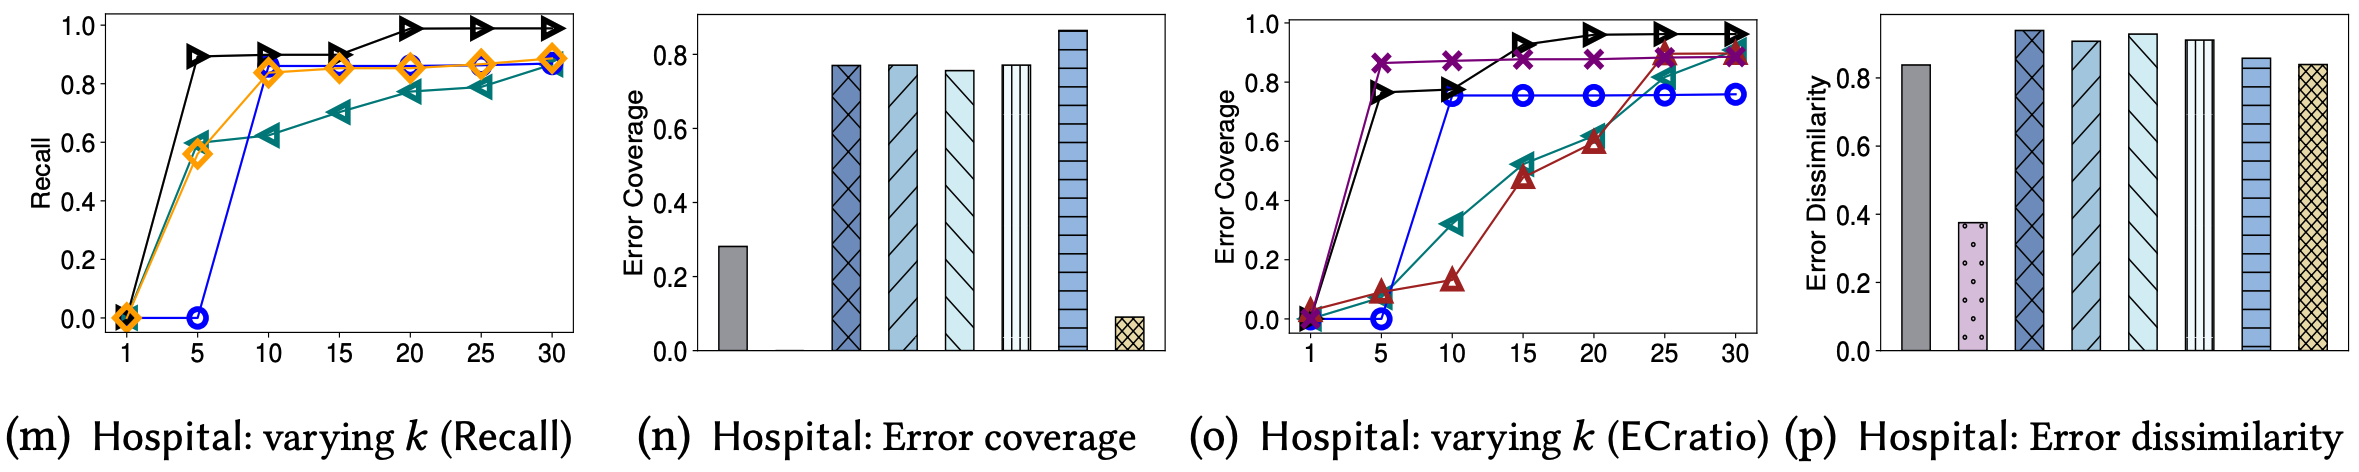 Recall
1.0
0.8
0.6
0.4
0.2
0.0
1 5 10 15 20 25 30
(m) Hospital: varying k (Recall)
Error Coverage
0.8
0.6
0.4
0.2
0.0
(n) Hospital: Error coverage
Error Coverage
1.0
0.8
0.6
0.4
0.2
0.0
1 5 10 15 20 25 30
(o) Hospital: varying k (ECratio)
Error Dissimilarity
0.8
0.6
0.4
0.2
0.0
(p) Hospital: Error dissimilarity